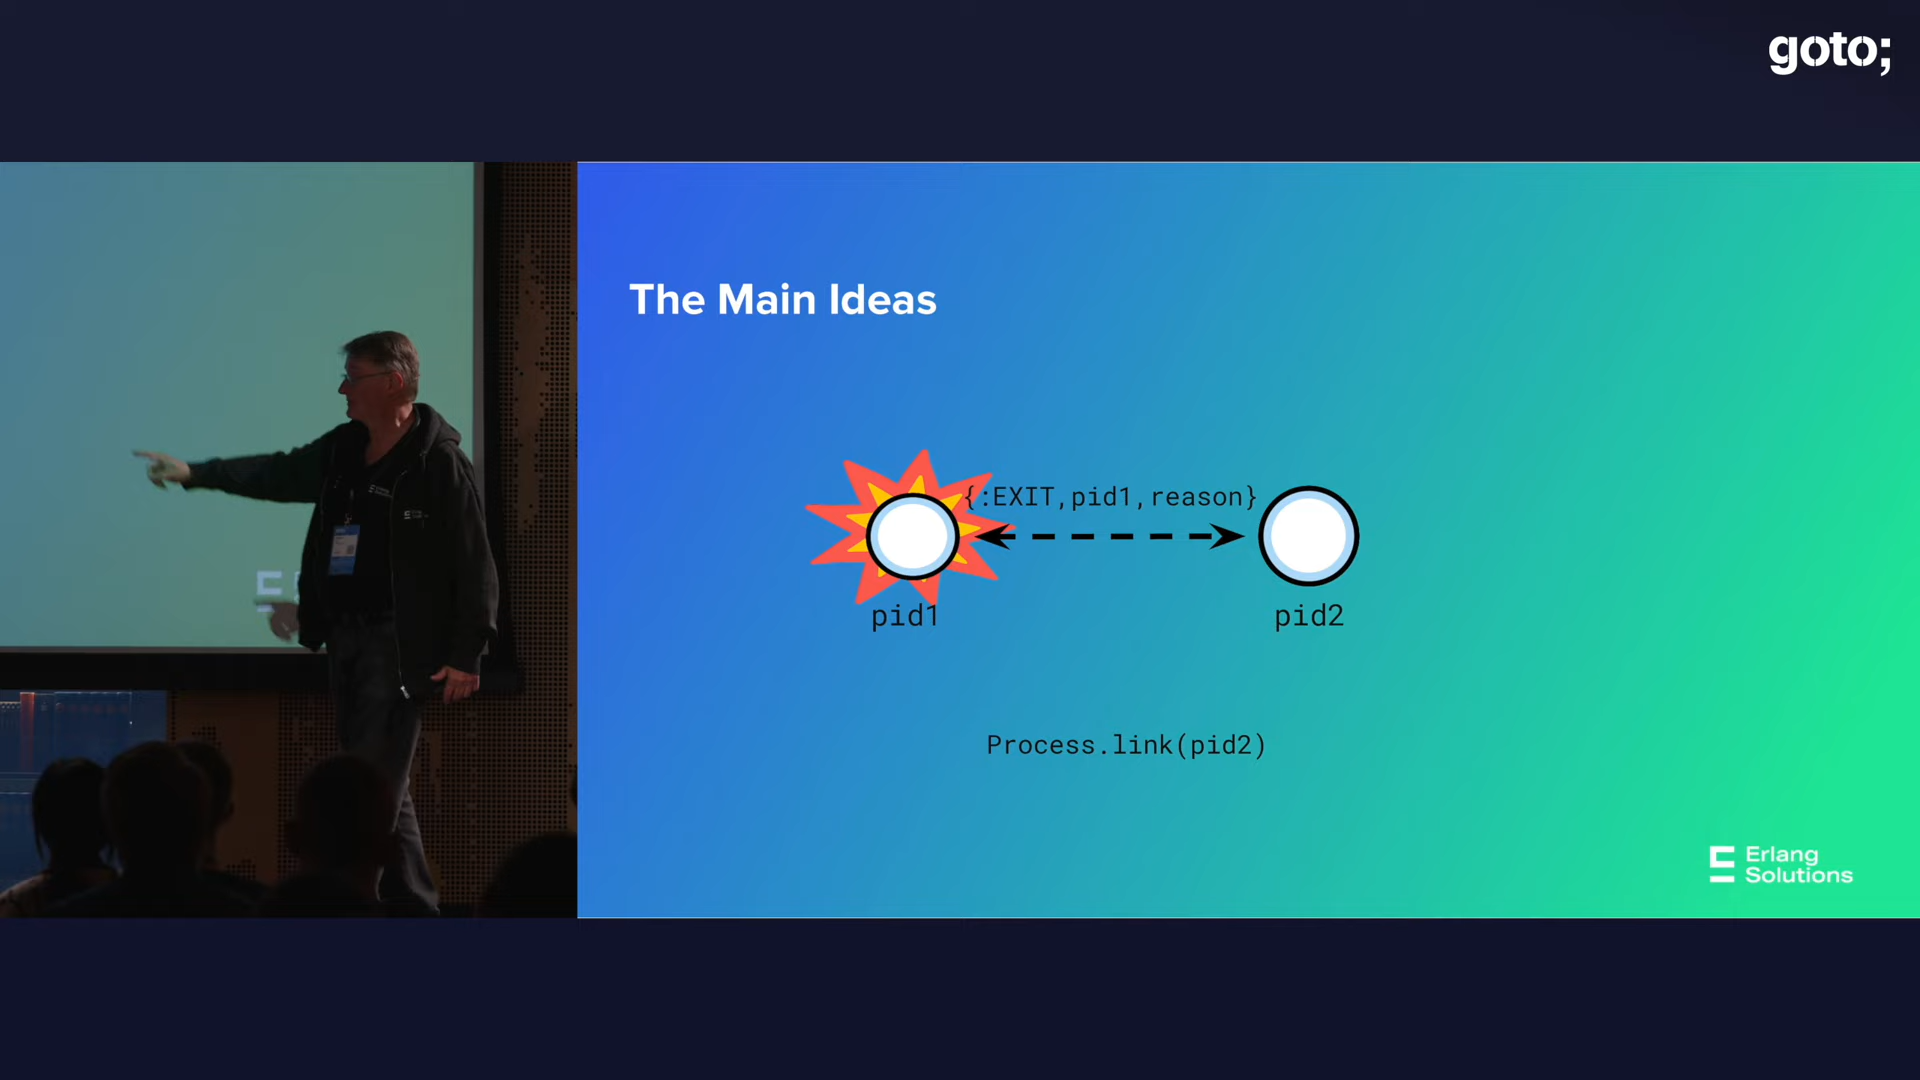 goto;
The Main Ideas
{:EXIT,pid1,reason}
pid1
pid2
Process.link(pid2)
Erlang
Solutions